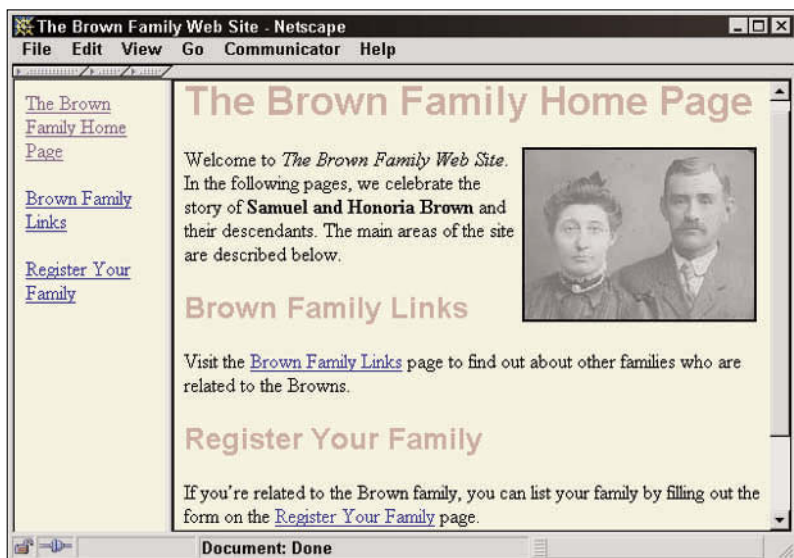 The Brown Family Web Site - Netscape
File Edit View Go Communicator Help
The Brown
Family Home
Page
Brown Family
Links
Register Your
Family
The Brown Family Home Page
Welcome to The Brown Family Web Site.
In the following pages, we celebrate the
story of Samuel and Honoria Brown and
their descendants. The main areas of the site
are described below.
Brown Family Links
Visit the Brown Family Links page to find out about other families who are
related to the Browns.
Register Your Family
If you're related to the Brown family, you can list your family by filling out the
form on the Register Your Family page.
Document: Done